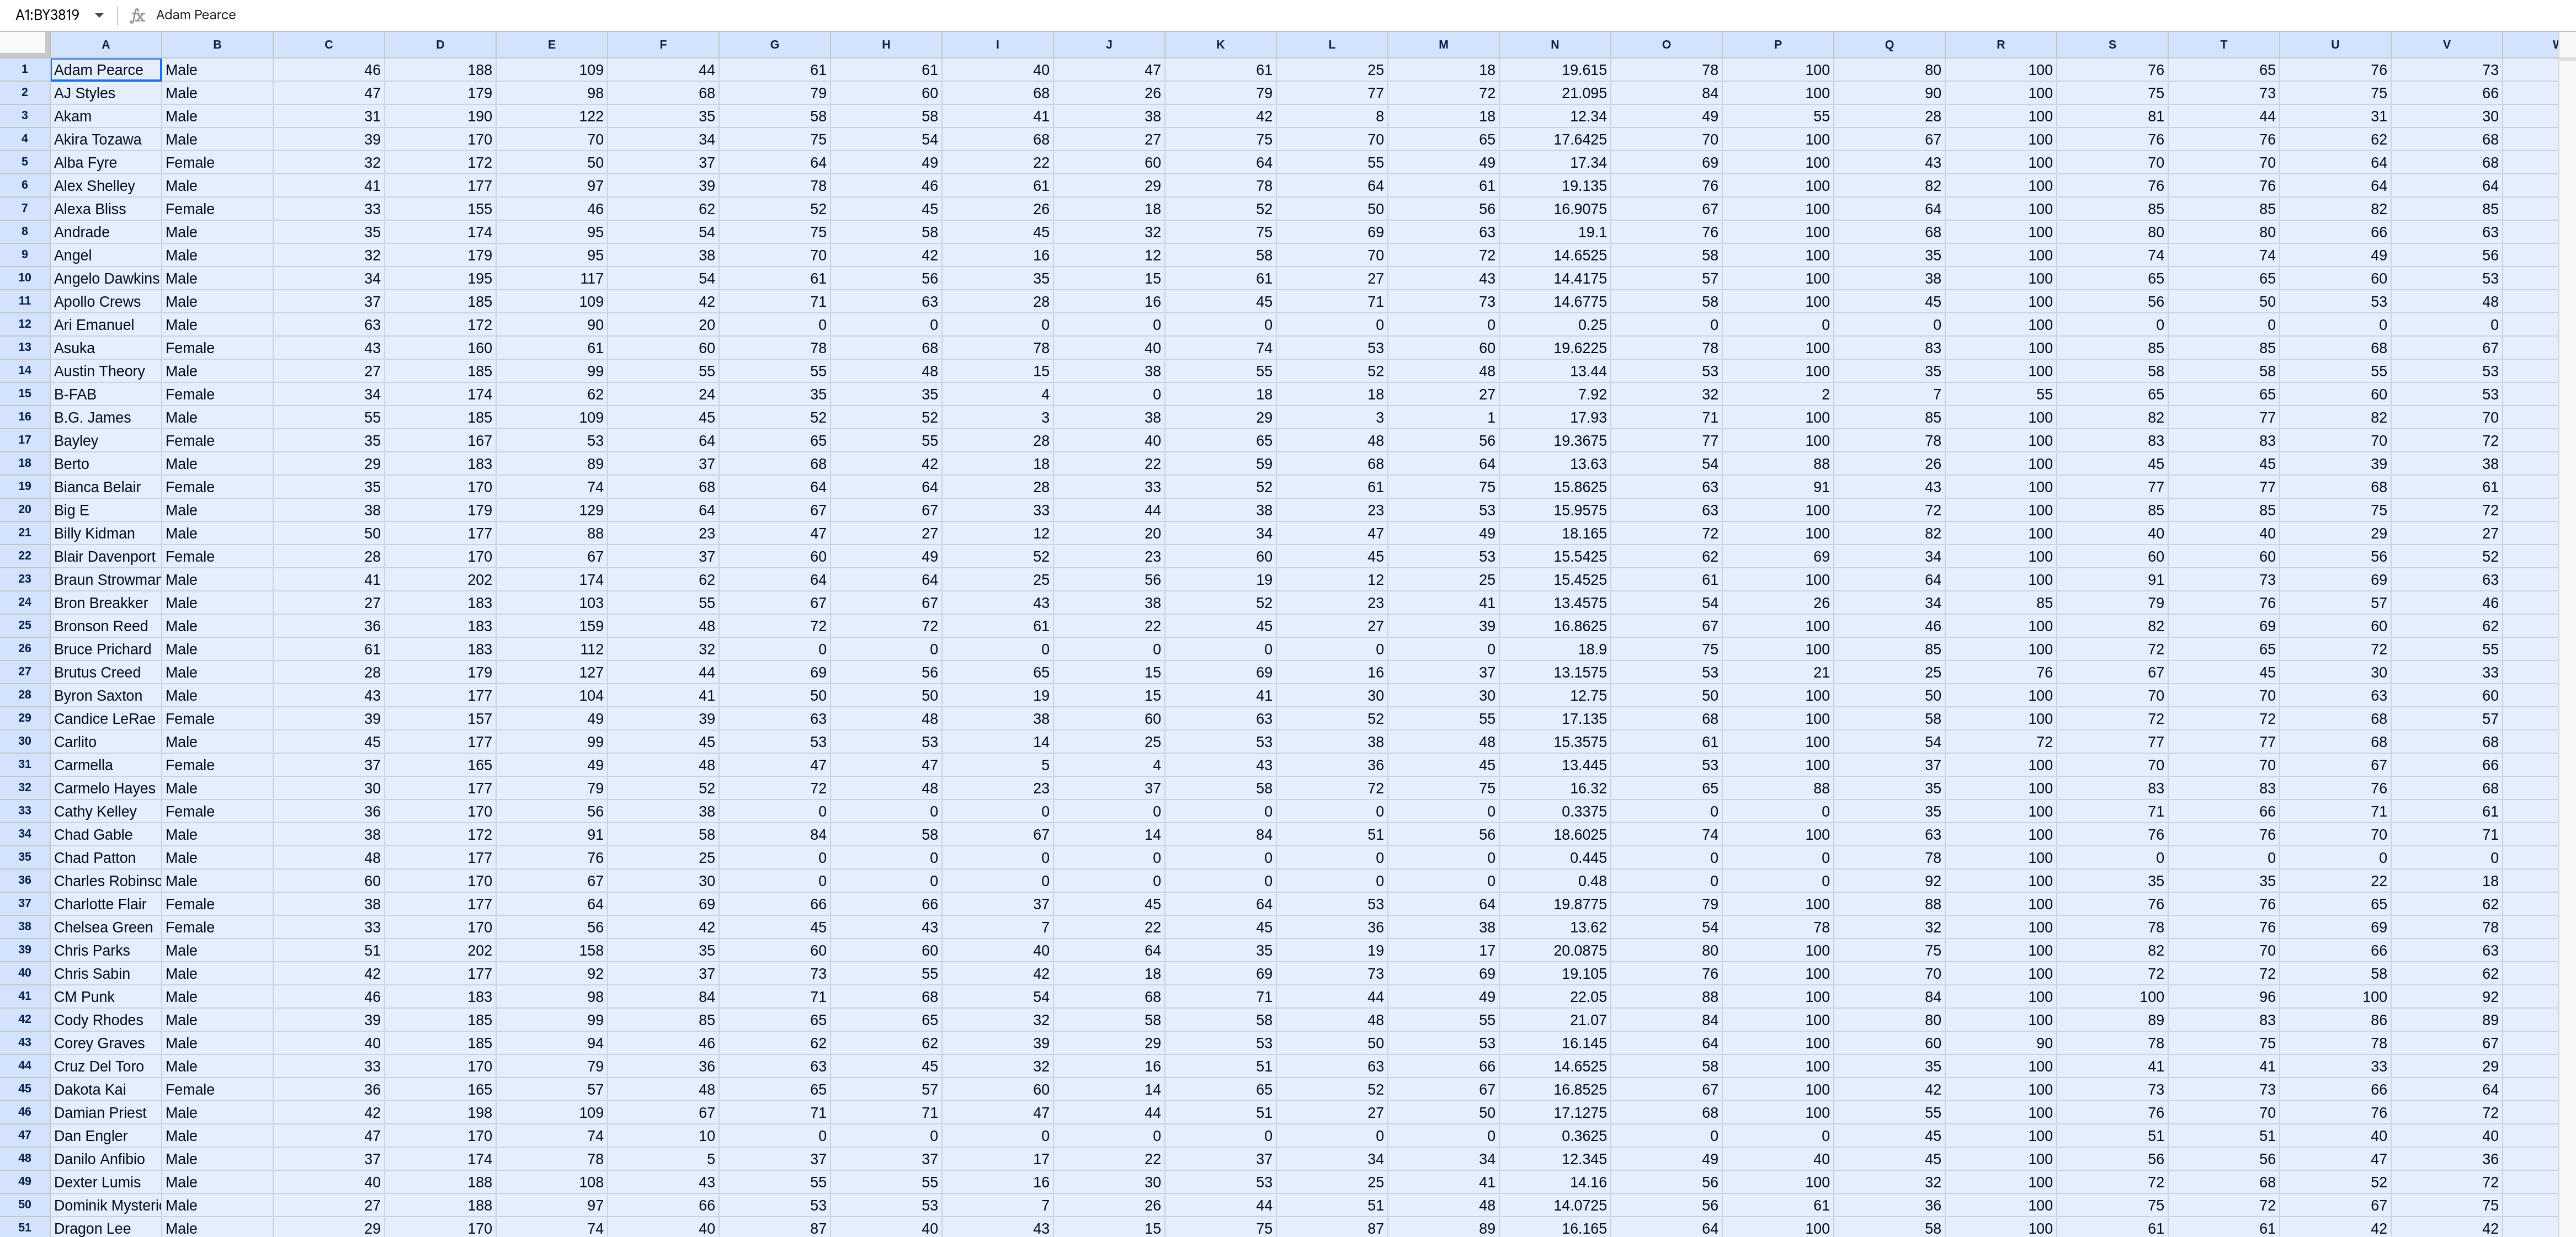 A1:BY3819 fx Adam Pearce
A B C D E F G H I J K L M N O P Q R S T U V
1 Adam Pearce Male 46 188 109 44 61 61 40 47 61 25 18 19.615 78 100 80 100 76 65 76 73
2 AJ Styles Male 47 179 98 68 79 60 68 26 79 77 72 21.095 84 100 90 100 75 73 75 66
3 Akam Male 31 190 122 35 58 58 41 38 42 8 18 12.34 49 55 28 100 81 44 31 30
4 Akira Tozawa Male 39 170 70 34 75 54 68 27 75 70 65 17.6425 70 100 67 100 76 76 62 68
5 Alba Fyre Female 32 172 50 37 64 49 22 60 64 55 49 17.34 69 100 43 100 70 70 64 68
6 Alex Shelley Male 41 177 97 39 78 46 61 29 78 64 61 19.135 76 100 82 100 76 76 64 64
7 Alexa Bliss Female 33 155 46 62 52 45 26 18 52 50 56 16.9075 67 100 64 100 85 85 82 85
8 Andrade Male 35 174 95 54 75 58 45 32 75 69 63 19.1 76 100 68 100 80 80 66 63
9 Angel Male 32 179 95 38 70 42 16 12 58 70 72 14.6525 58 100 35 100 74 74 49 56
10 Angelo Dawkins Male 34 195 117 54 61 56 35 15 61 27 43 14.4175 57 100 38 100 65 65 60 53
11 Apollo Crews Male 37 185 109 42 71 63 28 16 45 71 73 14.6775 58 100 45 100 56 50 53 48
12 Ari Emanuel Male 63 172 90 20 0 0 0 0 0 0 0 0.25 0 0 0 100 0 0 0 0
13 Asuka Female 43 160 61 60 78 68 78 40 74 53 60 19.6225 78 100 83 100 85 85 68 67
14 Austin Theory Male 27 185 99 55 55 48 15 38 55 52 48 13.44 53 100 35 100 58 58 55 53
15 B-FAB Female 34 174 62 24 35 35 4 0 18 18 27 7.92 32 2 7 55 65 65 60 53
16 B.G. James Male 55 185 109 45 52 52 3 38 29 3 1 17.93 71 100 85 100 82 77 82 70
17 Bayley Female 35 167 53 64 65 55 28 40 65 48 56 19.3675 77 100 78 100 83 83 70 72
18 Berto Male 29 183 89 37 68 42 18 22 59 68 64 13.63 54 88 26 100 45 45 39 38
19 Bianca Belair Female 35 170 74 68 64 64 28 33 52 61 75 15.8625 63 91 43 100 77 77 68 61
20 Big E Male 38 179 129 64 67 67 33 44 38 23 53 15.9575 63 100 72 100 85 85 75 72
21 Billy Kidman Male 50 177 88 23 47 27 12 20 34 47 49 18.165 72 100 82 100 40 40 29 27
22 Blair Davenport Female 28 170 67 37 60 49 52 23 60 45 53 15.5425 62 69 34 100 60 60 56 52
23 Braun Strowman Male 41 202 174 62 64 64 25 56 19 12 25 15.4525 61 100 64 100 91 73 69 63
24 Bron Breakker Male 27 183 103 55 67 67 43 38 52 23 41 13.4575 54 26 34 85 79 76 57 46
25 Bronson Reed Male 36 183 159 48 72 72 61 22 45 27 39 16.8625 67 100 46 100 82 69 60 62
26 Bruce Prichard Male 61 183 112 32 0 0 0 0 0 0 0 18.9 75 100 85 100 72 65 72 55
27 Brutus Creed Male 28 179 127 44 69 56 65 15 69 16 37 13.1575 53 21 25 76 67 45 30 33
28 Byron Saxton Male 43 177 104 41 50 50 19 15 41 30 30 12.75 50 100 50 100 70 70 63 60
29 Candice LeRae Female 39 157 49 39 63 48 38 60 63 52 55 17.135 68 100 58 100 72 72 68 57
30 Carlito Male 45 177 99 45 53 53 14 25 53 38 48 15.3575 61 100 54 72 77 77 68 68
31 Carmella Female 37 165 49 48 47 47 5 4 43 36 45 13.445 53 100 37 100 70 70 67 66
32 Carmelo Hayes Male 30 177 79 52 72 48 23 37 58 72 75 16.32 65 88 35 100 83 83 76 68
33 Cathy Kelley Female 36 170 56 38 0 0 0 0 0 0 0 0.3375 0 0 35 100 71 66 71 61
34 Chad Gable Male 38 172 91 58 84 58 67 14 84 51 56 18.6025 74 100 63 100 76 76 70 71
35 Chad Patton Male 48 177 76 25 0 0 0 0 0 0 0 0.445 0 0 78 100 0 0 0 0
36 Charles Robinso Male 60 170 67 30 0 0 0 0 0 0 0 0.48 0 0 92 100 35 35 22 18
37 Charlotte Flair Female 38 177 64 69 66 66 37 45 64 53 64 19.8775 79 100 88 100 76 76 65 62
38 Chelsea Green Female 33 170 56 42 45 43 7 22 45 36 38 13.62 54 78 32 100 78 76 69 78
39 Chris Parks Male 51 202 158 35 60 60 40 64 35 19 17 20.0875 80 100 75 100 82 70 66 63
40 Chris Sabin Male 42 177 92 37 73 55 42 18 69 73 69 19.105 76 100 70 100 72 72 58 62
41 CM Punk Male 46 183 98 84 71 68 54 68 71 44 49 22.05 88 100 84 100 100 96 100 92
42 Cody Rhodes Male 39 185 99 85 65 65 32 58 58 48 55 21.07 84 100 80 100 89 83 86 89
43 Corey Graves Male 40 185 94 46 62 62 39 29 53 50 53 16.145 64 100 60 90 78 75 78 67
44 Cruz Del Toro Male 33 170 79 36 63 45 32 16 51 63 66 14.6525 58 100 35 100 41 41 33 29
45 Dakota Kai Female 36 165 57 48 65 57 60 14 65 52 67 16.8525 67 100 42 100 73 73 66 64
46 Damian Priest Male 42 198 109 67 71 71 47 44 51 27 50 17.1275 68 100 55 100 76 70 76 72
47 Dan Engler Male 47 170 74 10 0 0 0 0 0 0 0 0.3625 0 0 45 100 51 51 40 40
48 Danilo Anfibio Male 37 174 78 5 37 37 17 22 37 34 34 12.345 49 40 45 100 56 56 47 36
49 Dexter Lumis Male 40 188 108 43 55 55 16 30 53 25 41 14.16 56 100 32 100 72 68 52 72
50 Dominik Mysteri Male 27 188 97 66 53 53 7 26 44 51 48 14.0725 56 61 36 100 75 72 67 75
51 Dragon Lee Male 29 170 74 40 87 40 43 15 75 87 89 16.165 64 100 58 100 61 61 42 42